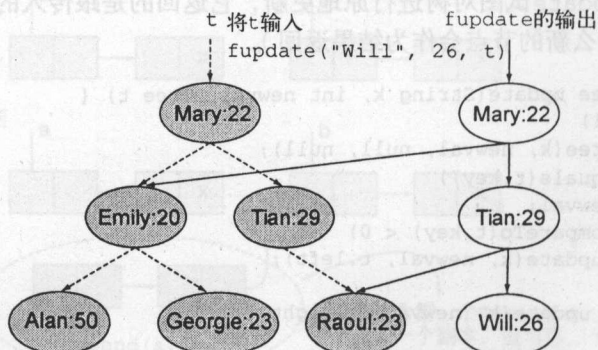 t 将t输入 fupdate的输出
fupdate("Will", 26, t)
Mary:22 Mary:22
Emily:20 Tian:29 Tian:29
Alan:50 Georgie:23 Raoul:23 Will:26